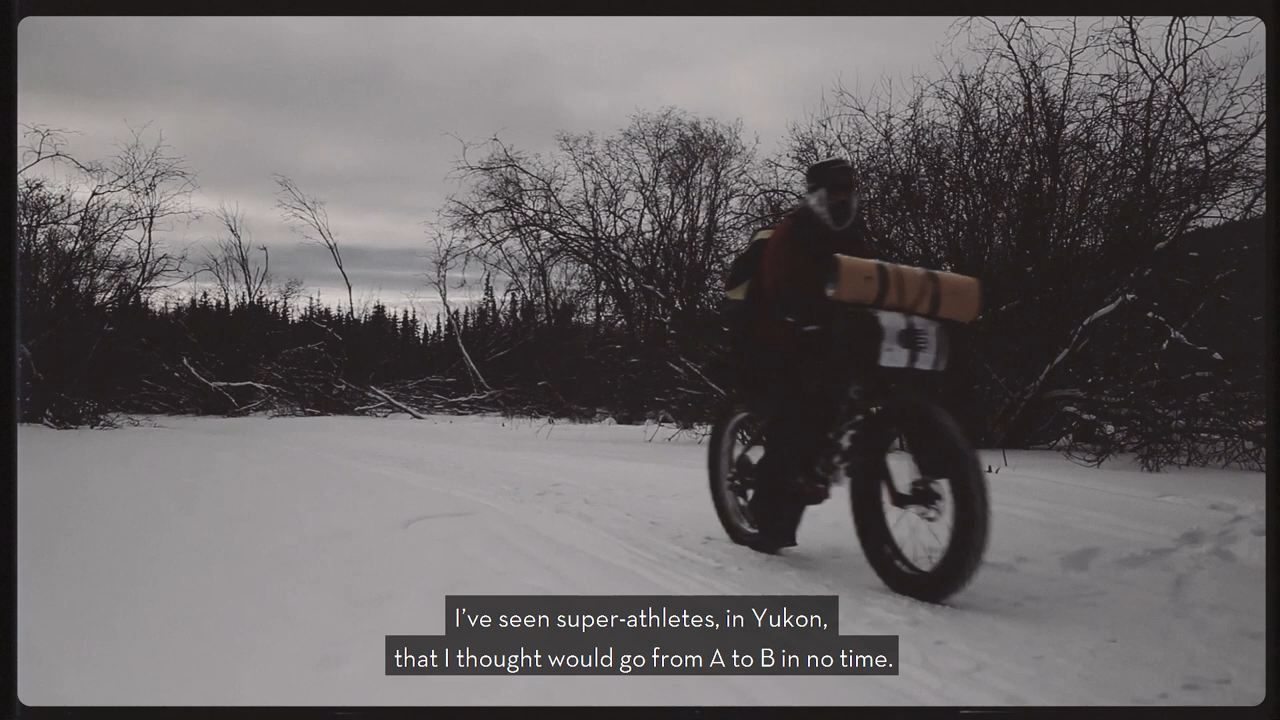 I've seen super-athletes, in Yukon,
that I thought would go from A to B in no time.